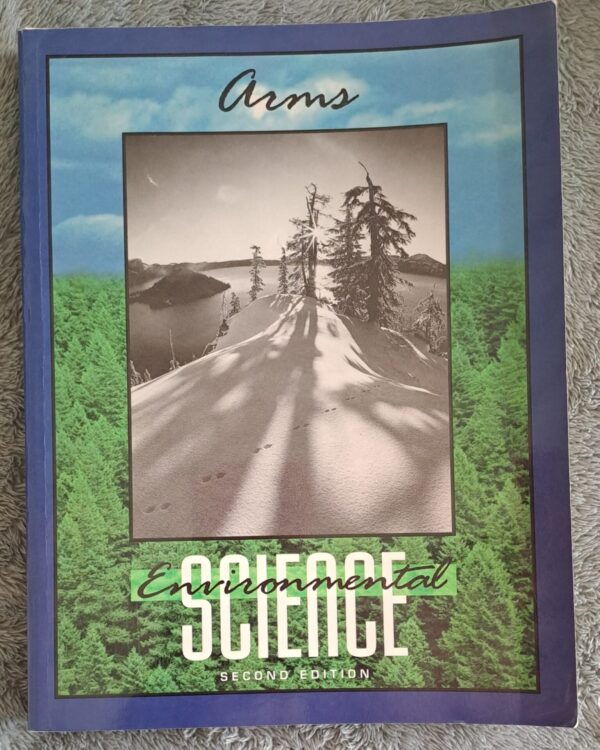 Arms
Environmental
SCIENCE
SECOND EDITION